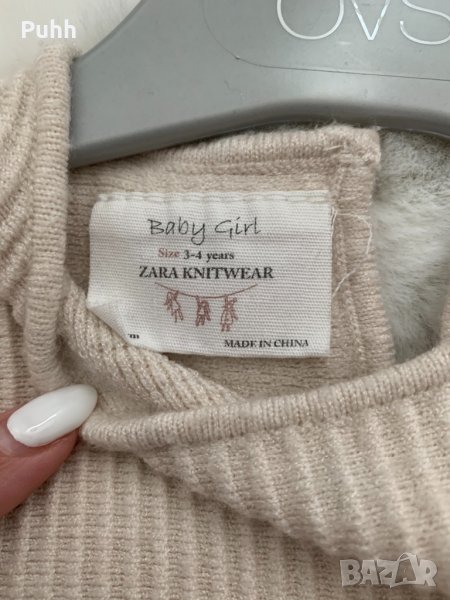 Puhh
OVS
Baby Girl
Size 3-4 years
ZARA KNITWEAR
MADE IN CHINA
BAZAR